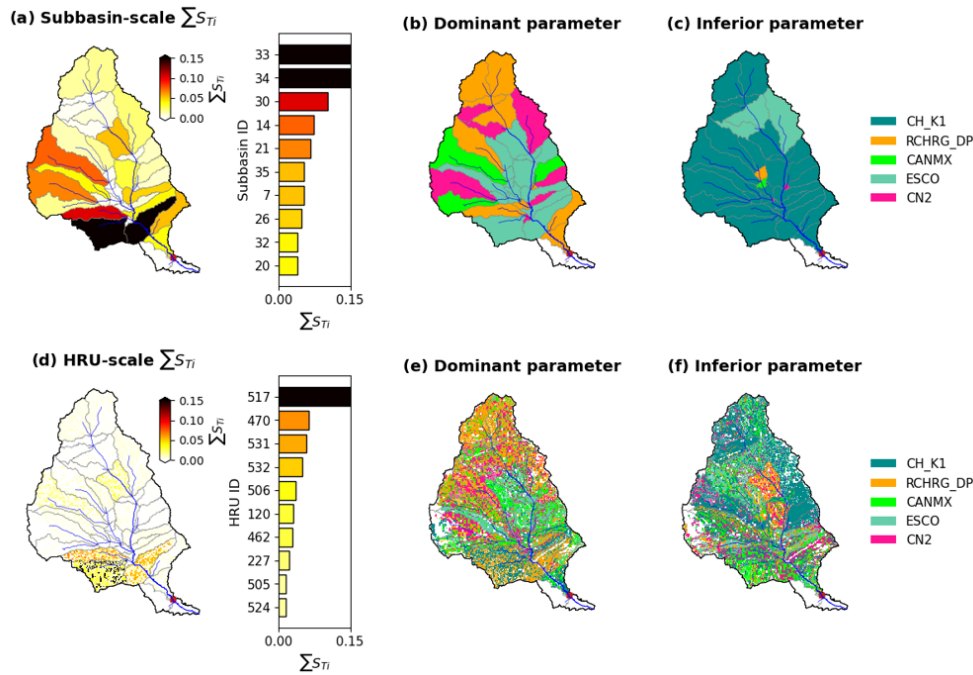 (a) Subbasin-scale ∑S_Ti
(b) Dominant parameter
(c) Inferior parameter
0.15
0.10
0.05
0.00
∑S_Ti
Subbasin ID
33
34
30
14
21
35
7
26
32
20
0.00 0.15
∑S_Ti
CH_K1
RCHRG_DP
CANMX
ESCO
CN2
(d) HRU-scale ∑S_Ti
(e) Dominant parameter
(f) Inferior parameter
0.15
0.10
0.05
0.00
∑S_Ti
HRU ID
517
470
531
532
506
120
462
227
505
524
0.00 0.15
∑S_Ti
CH_K1
RCHRG_DP
CANMX
ESCO
CN2